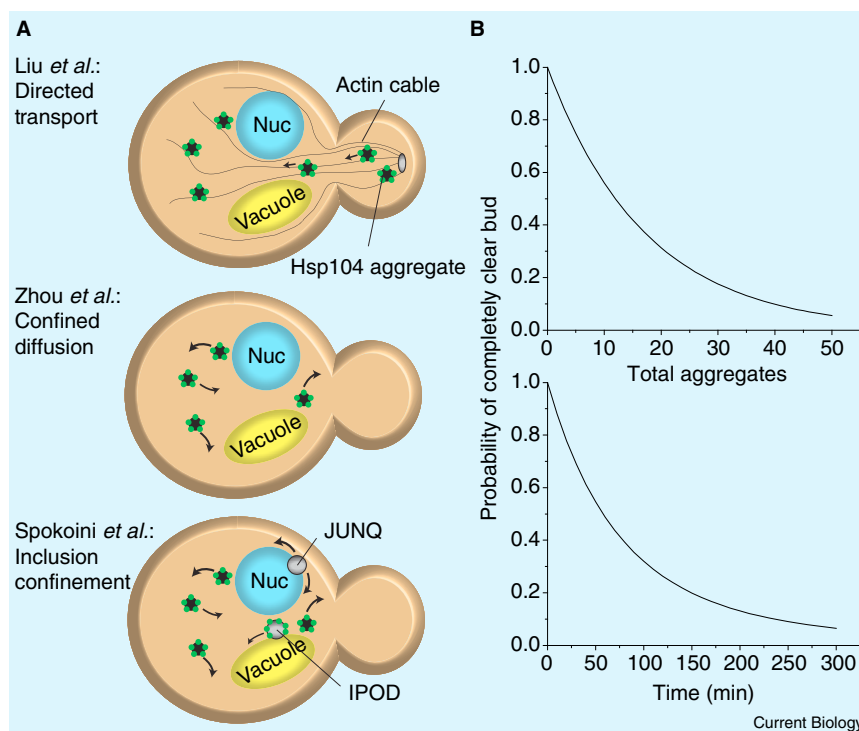 A
Liu et al.:
Directed
transport
Actin cable
Nuc
Vacuole
Hsp104 aggregate
Zhou et al.:
Confined
diffusion
Nuc
Vacuole
Spokoini et al.:
Inclusion
confinement
JUNQ
Nuc
Vacuole
IPOD
B
Probability of completely clear bud
1.0
0.8
0.6
0.4
0.2
0.0
0 10 20 30 40 50
Total aggregates
1.0
0.8
0.6
0.4
0.2
0.0
0 50 100 150 200 250 300
Time (min)
Current Biology